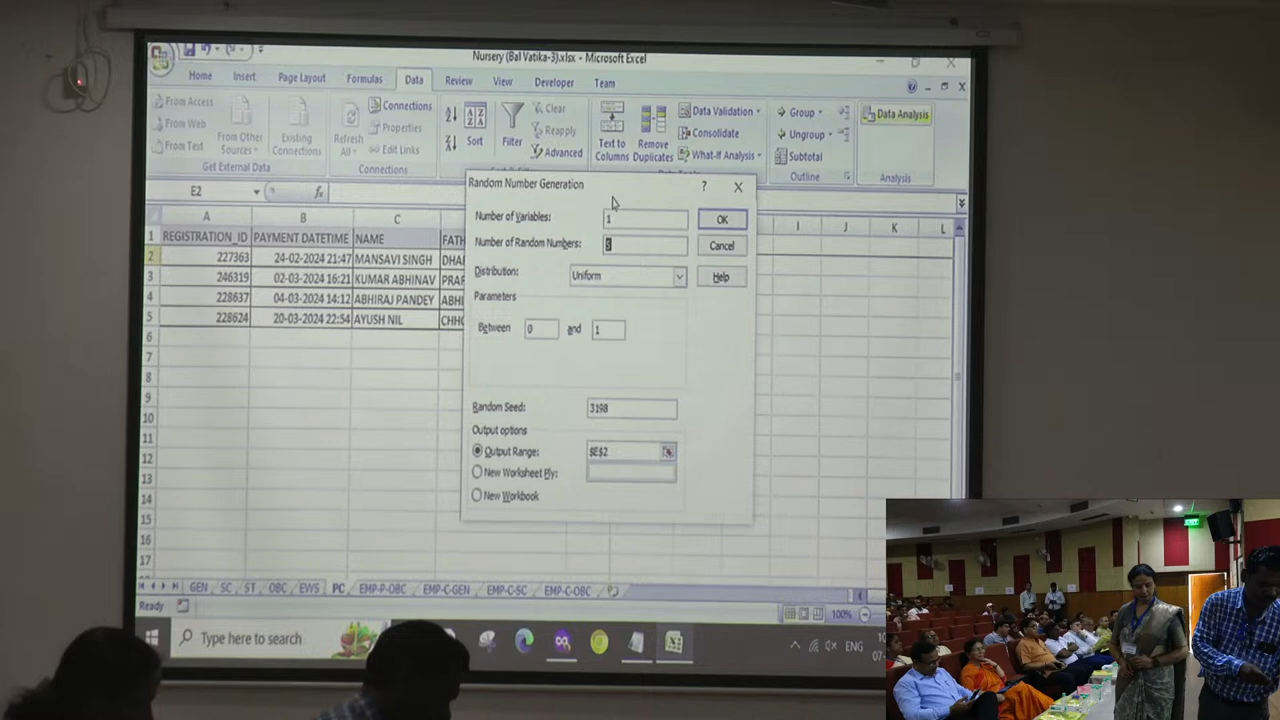 Nursery (Bal Vatika-3).xlsx - Microsoft Excel
Home Insert Page Layout Formulas Data Review View Developer Team
From Access
From Web
From Text
From Other Sources
Existing Connections
Get External Data
Refresh All
Connections
Properties
Edit Links
Connections
Sort
Filter
Clear
Reapply
Advanced
Text to Columns
Remove Duplicates
Data Validation
Consolidate
What-If Analysis
Group
Ungroup
Subtotal
Outline
Data Analysis
Analysis
E2 fx
Random Number Generation ? X
Number of Variables: 1 OK
Number of Random Numbers: Cancel
Distribution: Uniform Help
Parameters
Between 0 and 1
Random Seed: 3198
Output options
Output Range: $E$2
New Worksheet Ply:
New Workbook
A B C I J K L
1 REGISTRATION_ID PAYMENT DATETIME NAME FATH
2 227363 24-02-2024 21:47 MANSAVI SINGH DHA
3 246319 02-03-2024 16:21 KUMAR ABHINAV PRA
4 228637 04-03-2024 14:12 ABHIRAJ PANDEY ABHI
5 228624 20-03-2024 22:54 AYUSH NIL CHH
6
7
8
9
10
11
12
13
14
15
16
17
GEN SC ST OBC EWS PC EMP-P-OBC EMP-C-GEN EMP-C-SC EMP-C-OBC
Ready 100%
Type here to search ENG